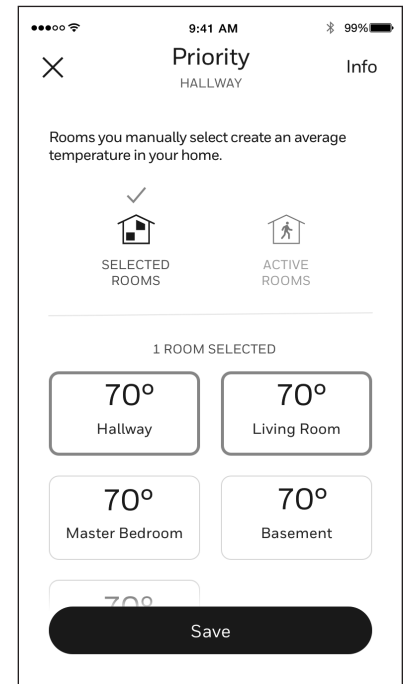 9:41 AM 99%
Priority
Info
HALLWAY
Rooms you manually select create an average
temperature in your home.
SELECTED
ROOMS
ACTIVE
ROOMS
1 ROOM SELECTED
70°
Hallway
70°
Living Room
70°
Master Bedroom
70°
Basement
70°
Save